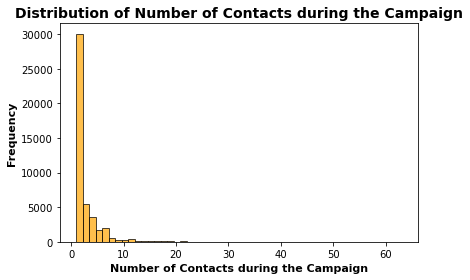 Distribution of Number of Contacts during the Campaign
30000
25000
20000
15000
10000
5000
0
Frequency
0 10 20 30 40 50 60
Number of Contacts during the Campaign